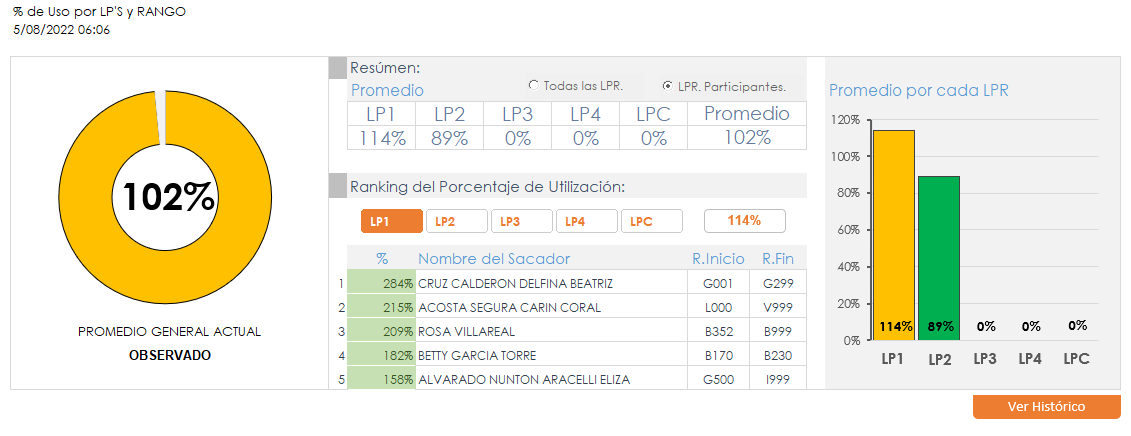 % de Uso por LP'S y RANGO
5/08/2022 06:06
102%
PROMEDIO GENERAL ACTUAL
OBSERVADO
Resúmen:
Promedio
Todas las LPR.
LPR. Participantes.
LP1 LP2 LP3 LP4 LPC Promedio
114% 89% 0% 0% 0% 102%
Ranking del Porcentaje de Utilización:
LP1 LP2 LP3 LP4 LPC 114%
% Nombre del Sacador R.Inicio R.Fin
1 284% CRUZ CALDERON DELFINA BEATRIZ G001 G299
2 215% ACOSTA SEGURA CARIN CORAL L000 V999
3 209% ROSA VILLAREAL B352 B999
4 182% BETTY GARCIA TORRE B170 B230
5 158% ALVARADO NUNTON ARACELLI ELIZA G500 I999
Promedio por cada LPR
120%
100%
80%
60%
40%
20%
0%
114% 89% 0% 0% 0%
LP1 LP2 LP3 LP4 LPC
Ver Histórico